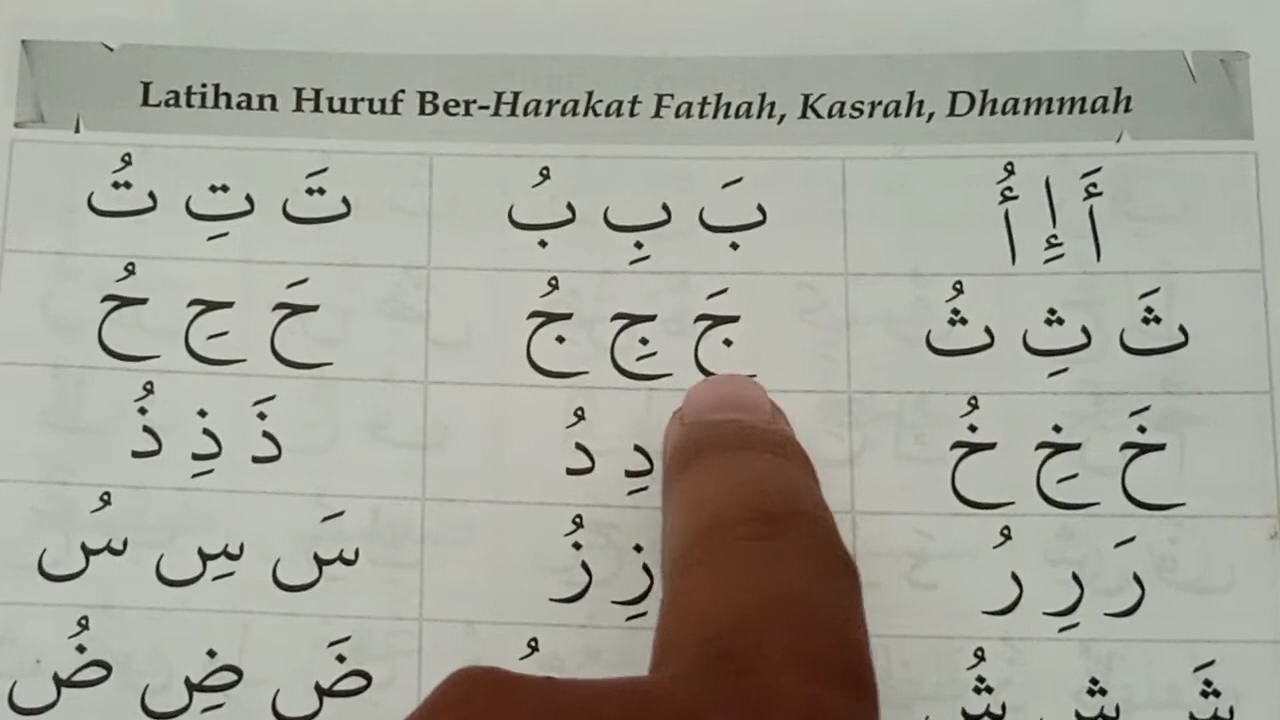 Latihan Huruf Ber-Harakat Fathah, Kasrah, Dhammah
أَ إِ أُ بَ بِ بُ تَ تِ تُ
ثَ ثِ ثُ جَ جِ جُ حَ حِ حُ
خَ خِ خُ دِ دُ ذَ ذِ ذُ
رَ رِ رُ زِ زُ سَ سِ سُ
شَ شِ شُ ضَ ضِ ضُ